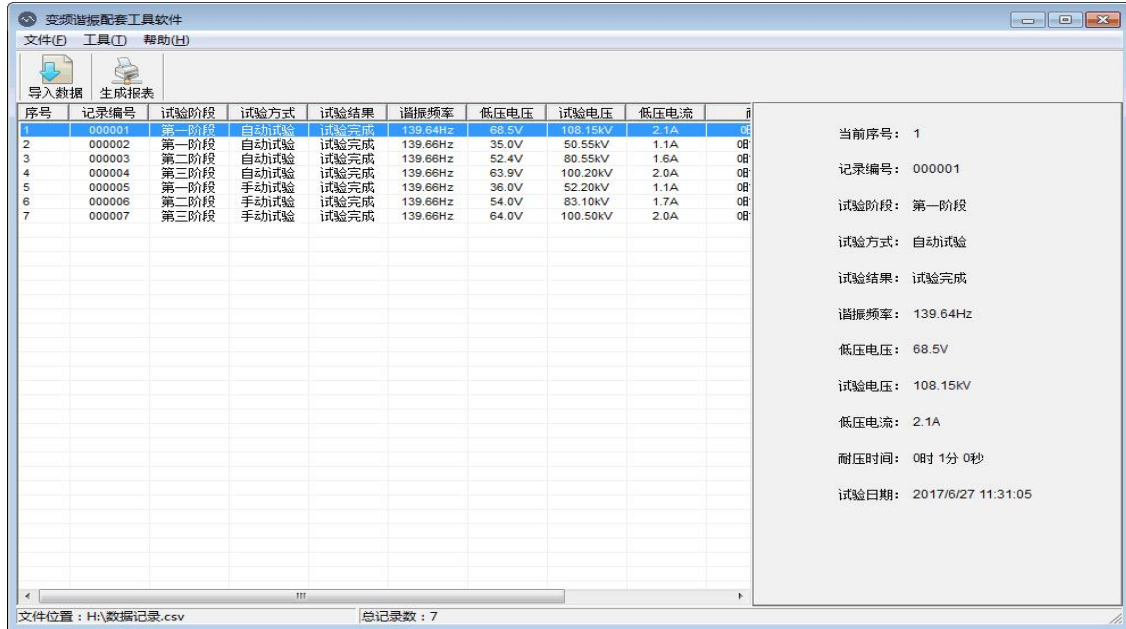 变频谐振配套工具软件
文件(F) 工具(T) 帮助(H)
导入数据 生成报表
序号 记录编号 试验阶段 试验方式 试验结果 谐振频率 低压电压 试验电压 低压电流
1 000001 第一阶段 自动试验 试验完成 139.64Hz 68.5V 108.15kV 2.1A
2 000002 第一阶段 自动试验 试验完成 139.66Hz 35.0V 50.55kV 1.1A 0时
3 000003 第二阶段 自动试验 试验完成 139.66Hz 52.4V 80.55kV 1.6A 0时
4 000004 第三阶段 自动试验 试验完成 139.66Hz 63.9V 100.20kV 2.0A 0时
5 000005 第一阶段 手动试验 试验完成 139.66Hz 36.0V 52.20kV 1.1A 0时
6 000006 第二阶段 手动试验 试验完成 139.66Hz 54.0V 83.10kV 1.7A 0时
7 000007 第三阶段 手动试验 试验完成 139.66Hz 64.0V 100.50kV 2.0A 0时
当前序号: 1
记录编号: 000001
试验阶段: 第一阶段
试验方式: 自动试验
试验结果: 试验完成
谐振频率: 139.64Hz
低压电压: 68.5V
试验电压: 108.15kV
低压电流: 2.1A
耐压时间: 0时 1分 0秒
试验日期: 2017/6/27 11:31:05
文件位置:H:\数据记录.csv 总记录数:7